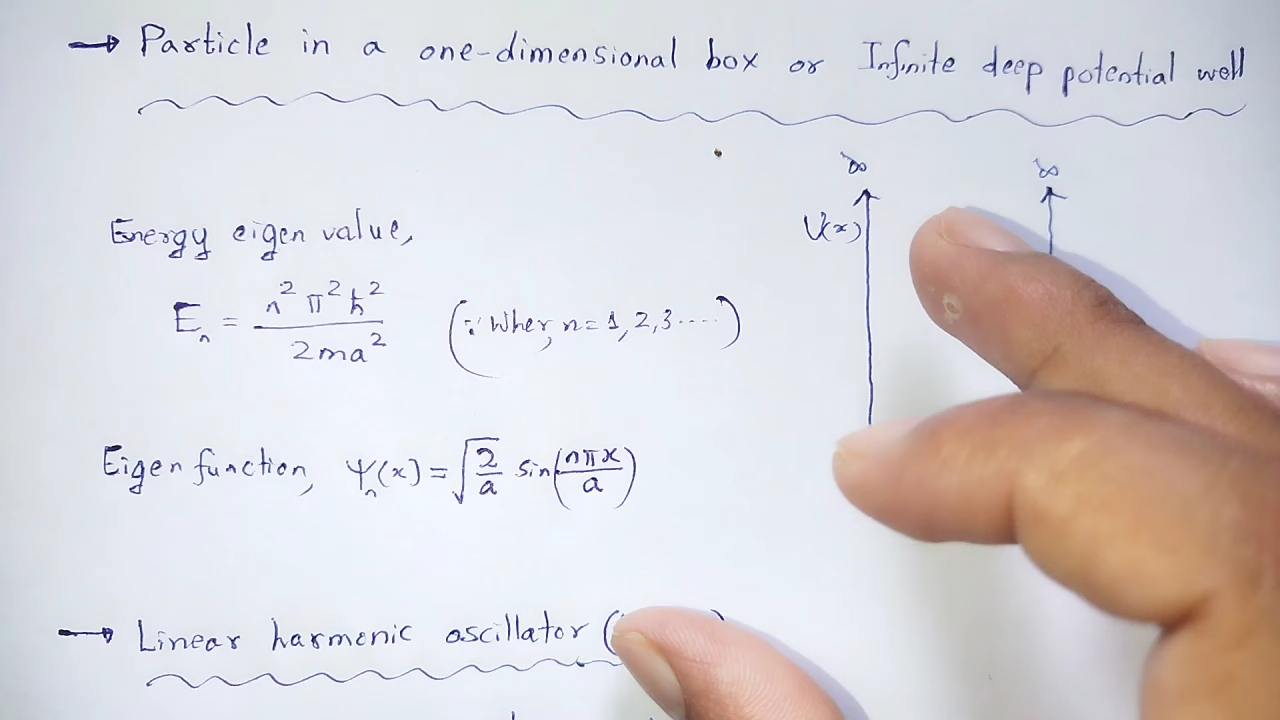 → Particle in a one-dimensional box or Infinite deep potential well
∞ ∞
V(x)
Energy eigen value,
Eₙ = n²π²ħ² / 2ma² (∵ Wher, n = 1, 2, 3 .....)
Eigen function, Ψₙ(x) = √(2/a) sin(nπx/a)
→ Linear harmonic oscillator (